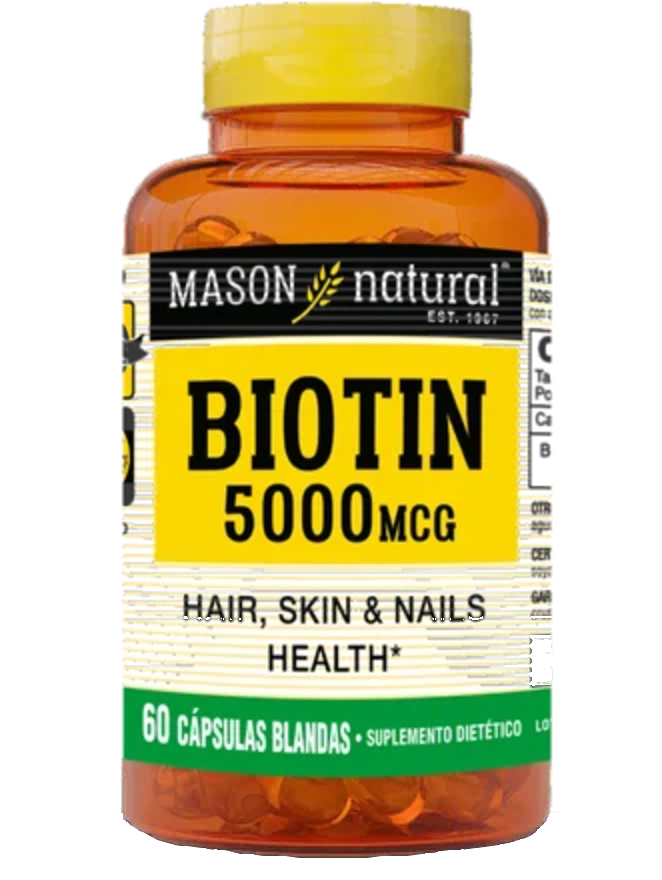 MASON natural
EST. 1967
BIOTIN
5000MCG
HAIR, SKIN & NAILS
HEALTH*
60 CÁPSULAS BLANDAS • SUPLEMENTO DIETÉTICO